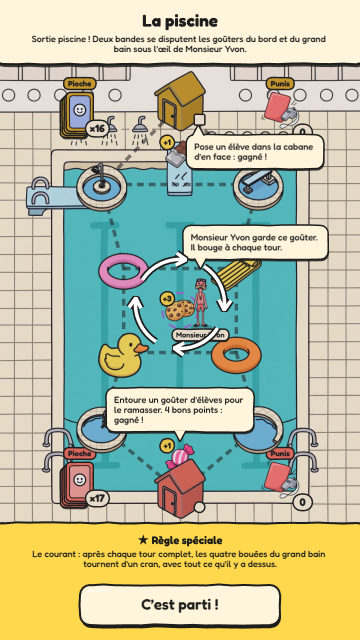 La piscine
Sortie piscine ! Deux bandes se disputent les goûters du bord et du grand
bain sous l'œil de Monsieur Yvon.
Pioche
Punis
x16
0
+1
Pose un élève dans la cabane
d'en face : gagné !
Monsieur Yvon garde ce goûter.
Il bouge à chaque tour.
+3
Entoure un goûter d'élèves pour
le ramasser. 4 bons points :
gagné !
Pioche
+1
Punis
x17
0
★ Règle spéciale
Le courant : après chaque tour complet, les quatre bouées du grand bain
tournent d'un cran, avec tout ce qu'il y a dessus.
C'est parti !